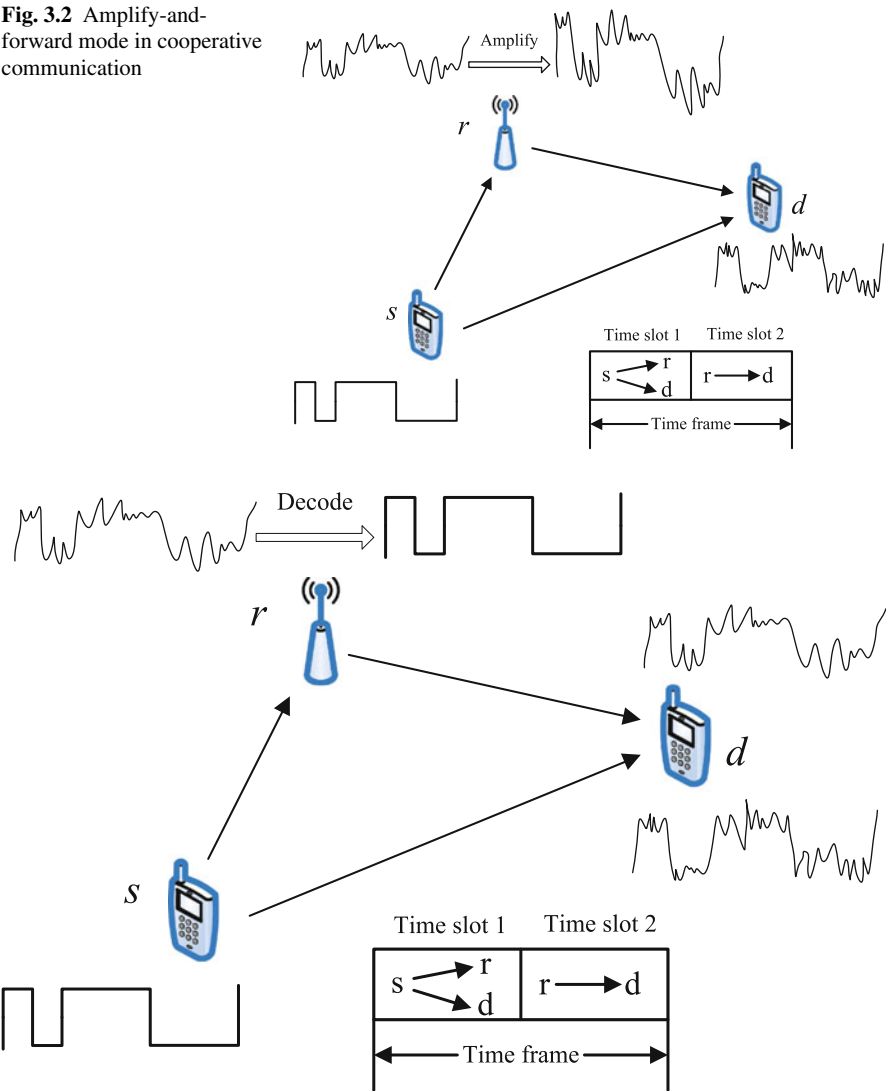 Fig. 3.2 Amplify-and-
forward mode in cooperative
communication
Amplify
r
d
s
Time slot 1 Time slot 2
s r d r d
Time frame
Decode
r
d
s
Time slot 1 Time slot 2
s r d r d
Time frame